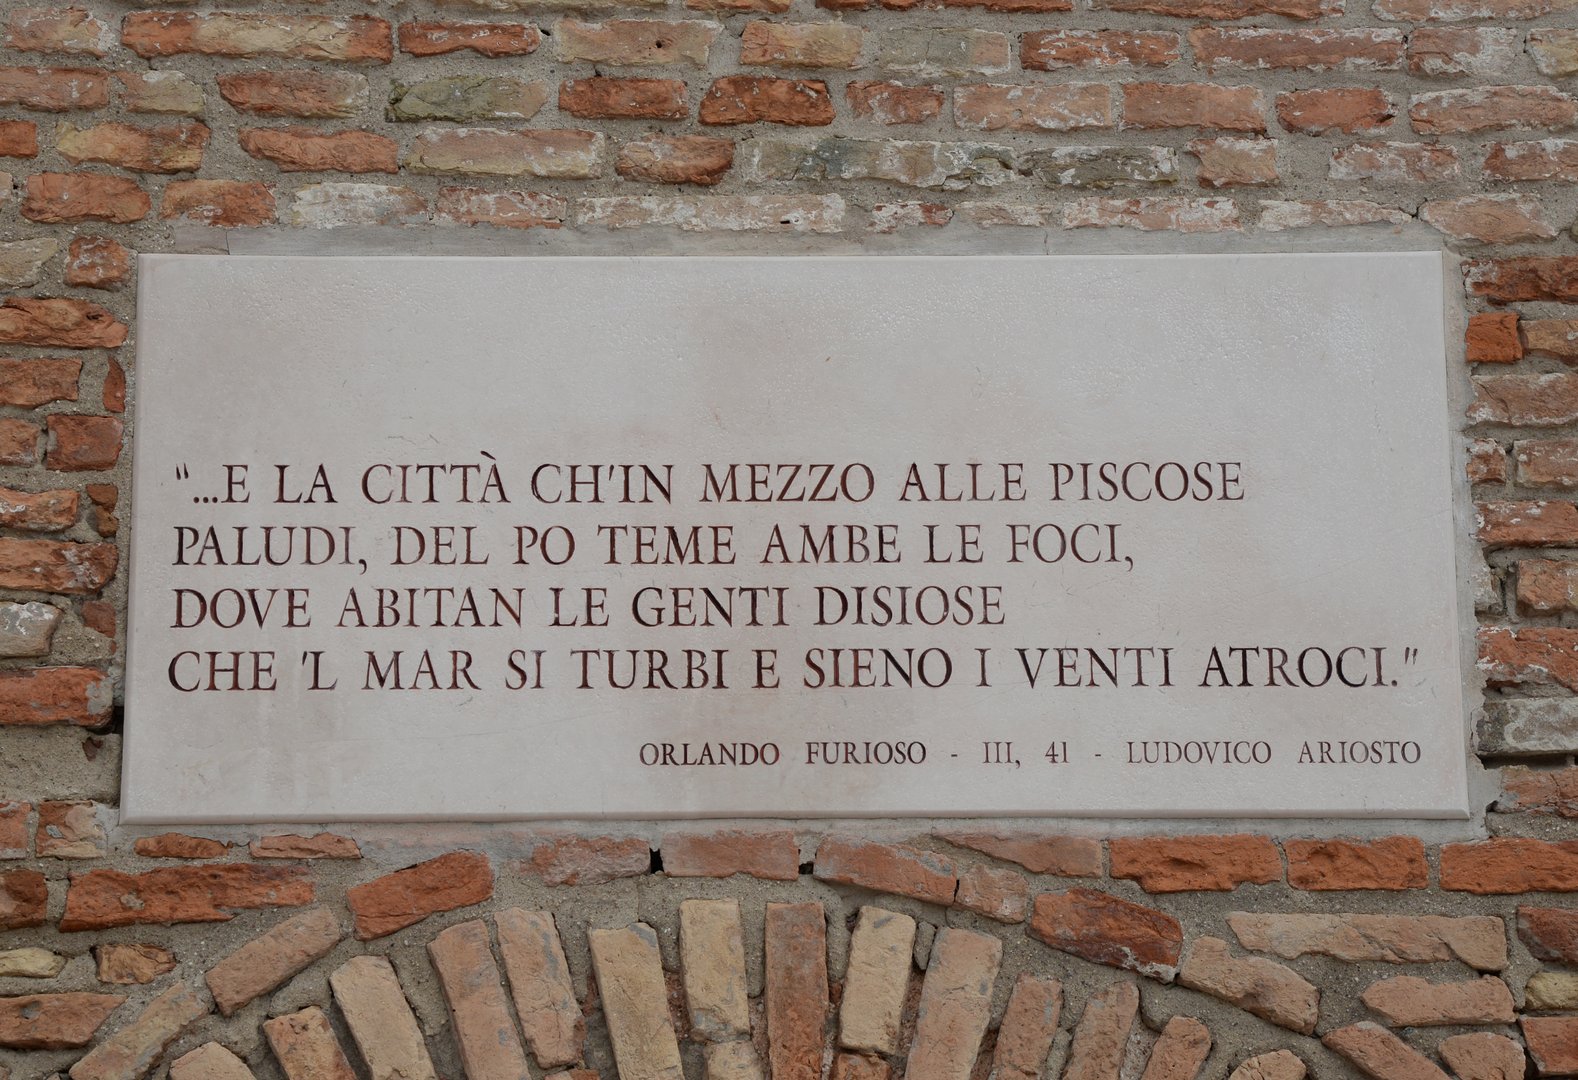 "...E LA CITTÀ CH'IN MEZZO ALLE PISCOSE
PALUDI, DEL PO TEME AMBE LE FOCI,
DOVE ABITAN LE GENTI DISIOSE
CHE 'L MAR SI TURBI E SIENO I VENTI ATROCI."
ORLANDO FURIOSO - III, 41 - LUDOVICO ARIOSTO